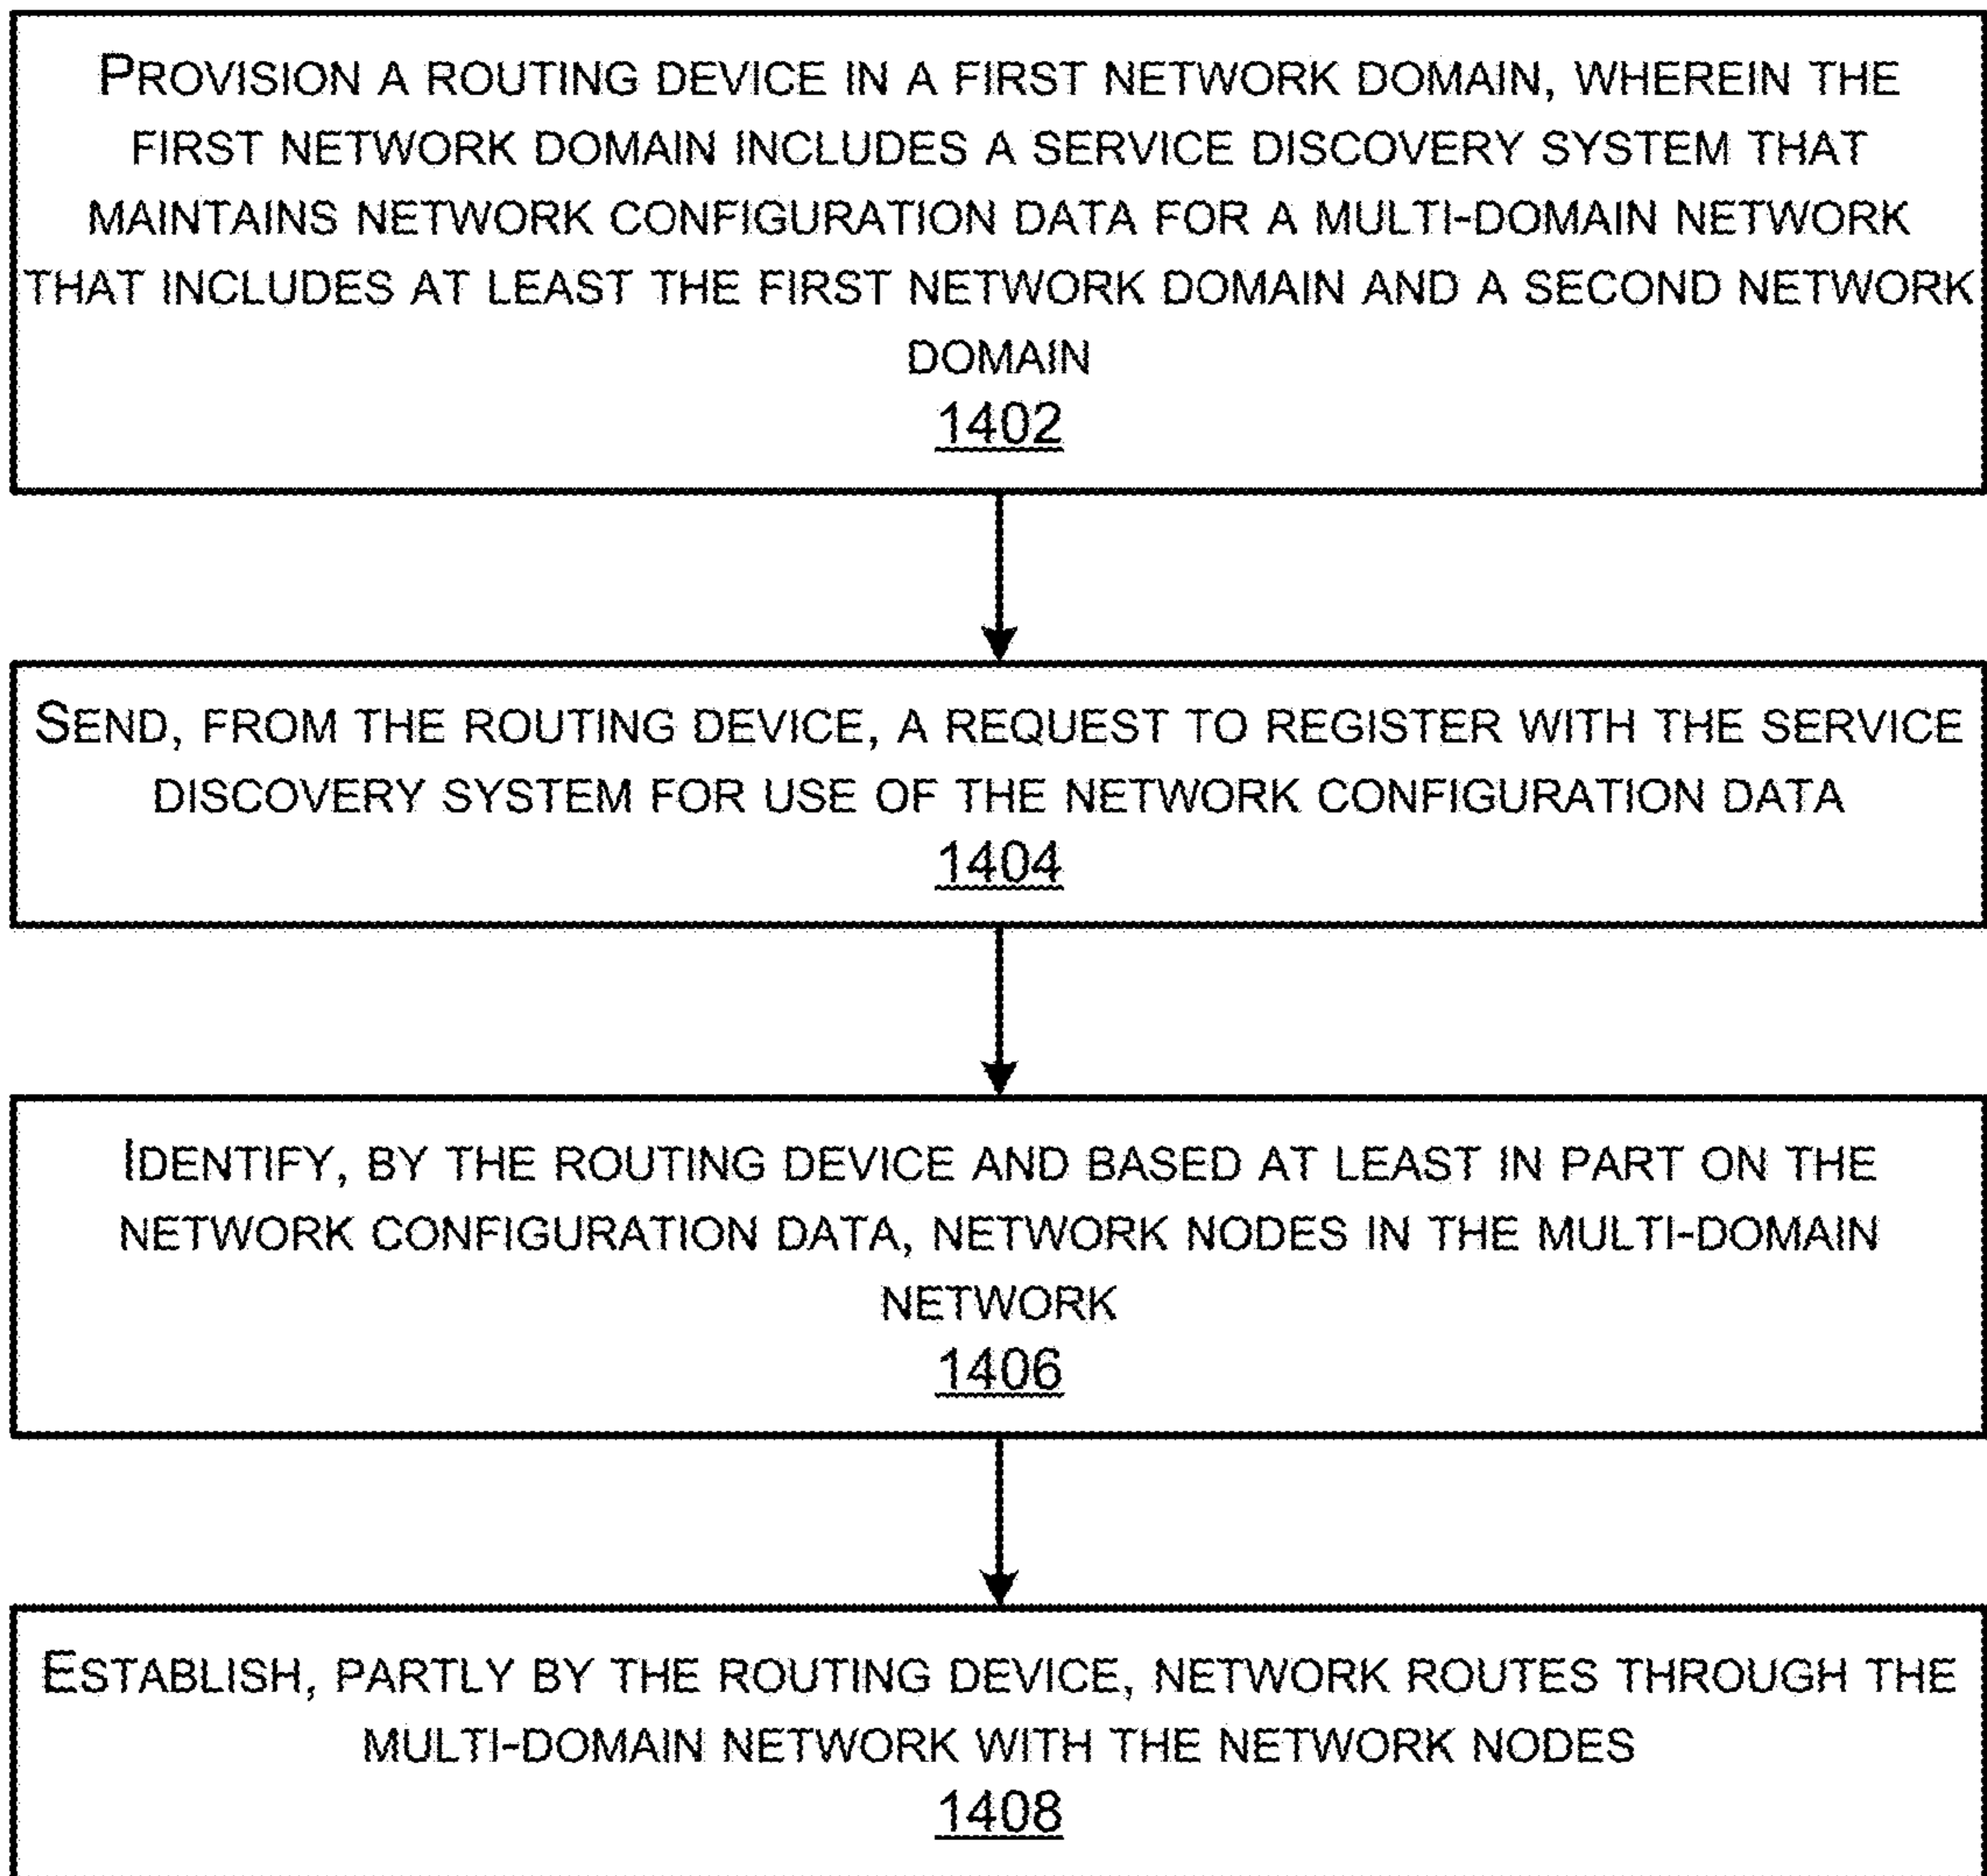 PROVISION A ROUTING DEVICE IN A FIRST NETWORK DOMAIN, WHEREIN THE
FIRST NETWORK DOMAIN INCLUDES A SERVICE DISCOVERY SYSTEM THAT
MAINTAINS NETWORK CONFIGURATION DATA FOR A MULTI-DOMAIN NETWORK
THAT INCLUDES AT LEAST THE FIRST NETWORK DOMAIN AND A SECOND NETWORK
DOMAIN
1402
SEND, FROM THE ROUTING DEVICE, A REQUEST TO REGISTER WITH THE SERVICE
DISCOVERY SYSTEM FOR USE OF THE NETWORK CONFIGURATION DATA
1404
IDENTIFY, BY THE ROUTING DEVICE AND BASED AT LEAST IN PART ON THE
NETWORK CONFIGURATION DATA, NETWORK NODES IN THE MULTI-DOMAIN
NETWORK
1406
ESTABLISH, PARTLY BY THE ROUTING DEVICE, NETWORK ROUTES THROUGH THE
MULTI-DOMAIN NETWORK WITH THE NETWORK NODES
1408